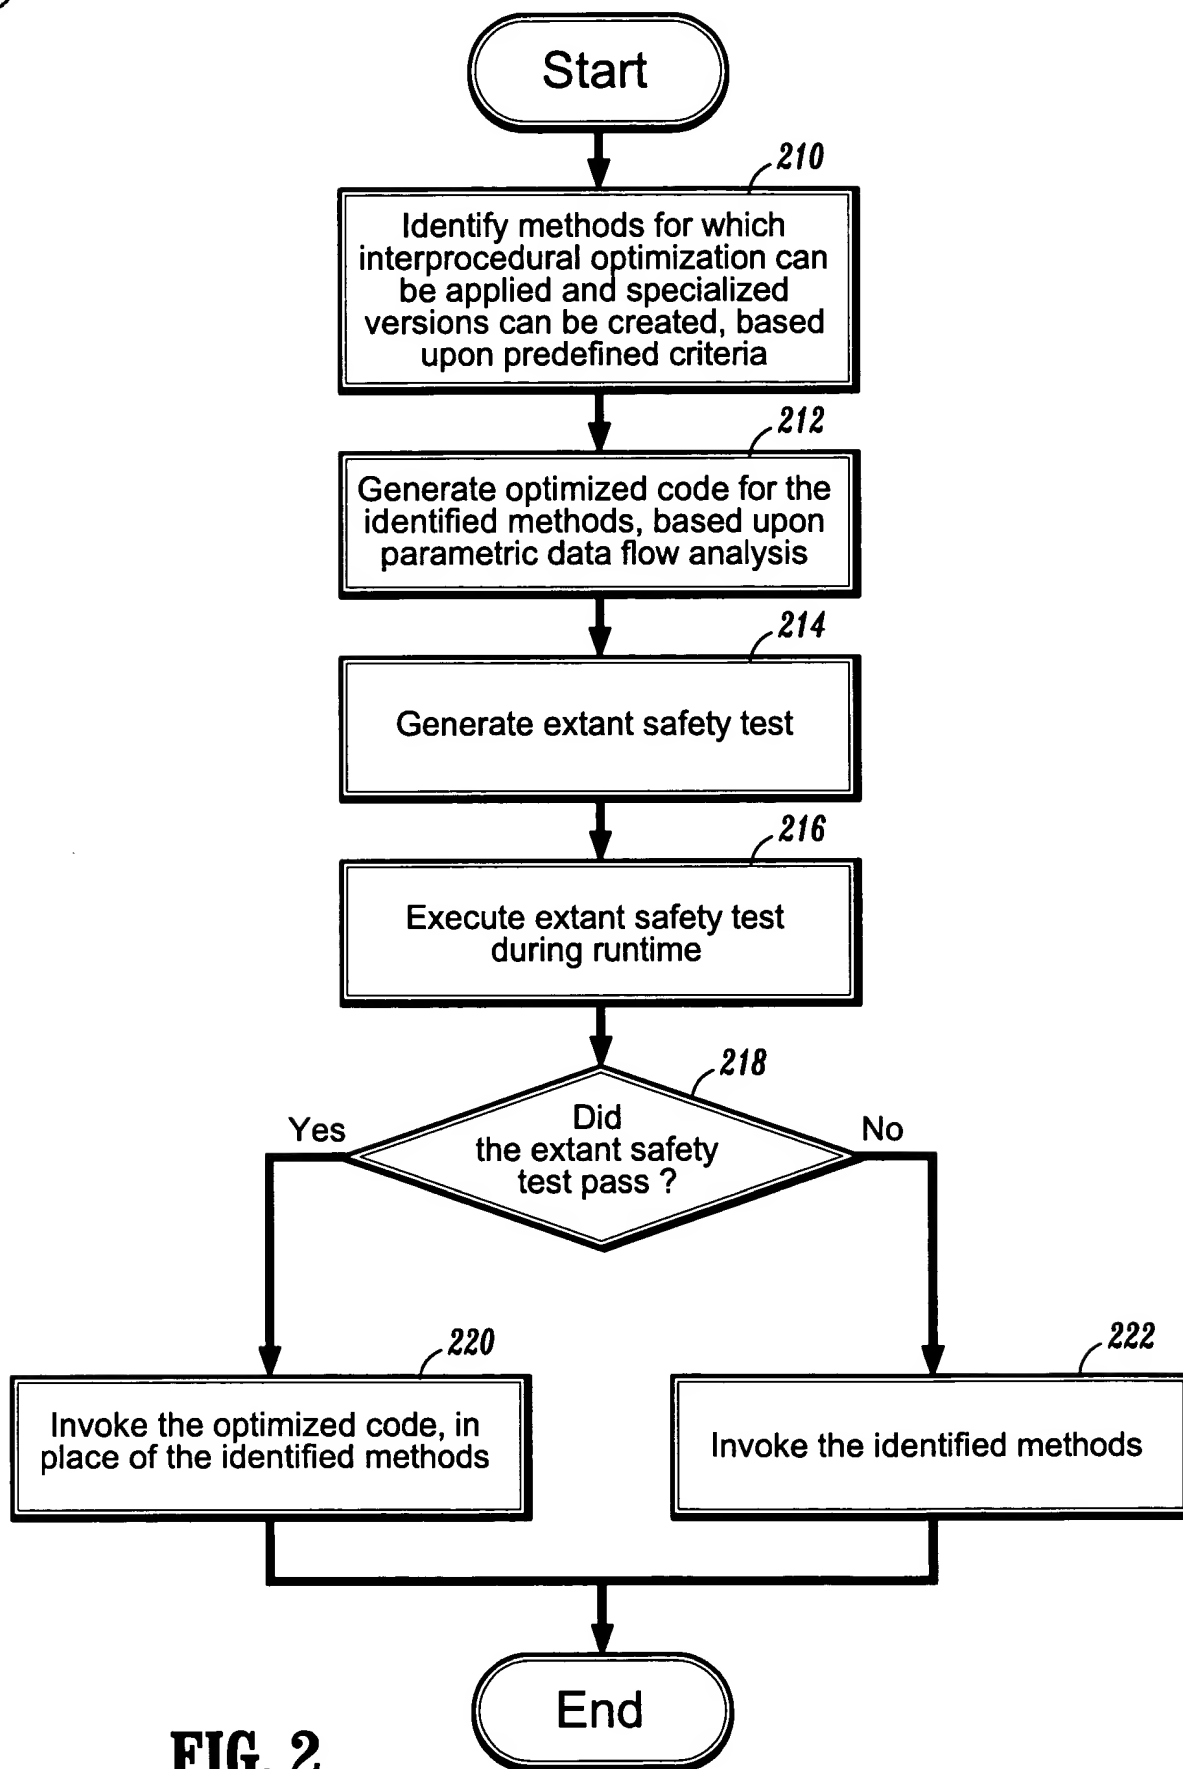 Start
210
Identify methods for which
interprocedural optimization can
be applied and specialized
versions can be created, based
upon predefined criteria
212
Generate optimized code for the
identified methods, based upon
parametric data flow analysis
214
Generate extant safety test
216
Execute extant safety test
during runtime
218
Did
the extant safety
test pass ?
Yes
No
220
Invoke the optimized code, in
place of the identified methods
222
Invoke the identified methods
End
FIG. 2